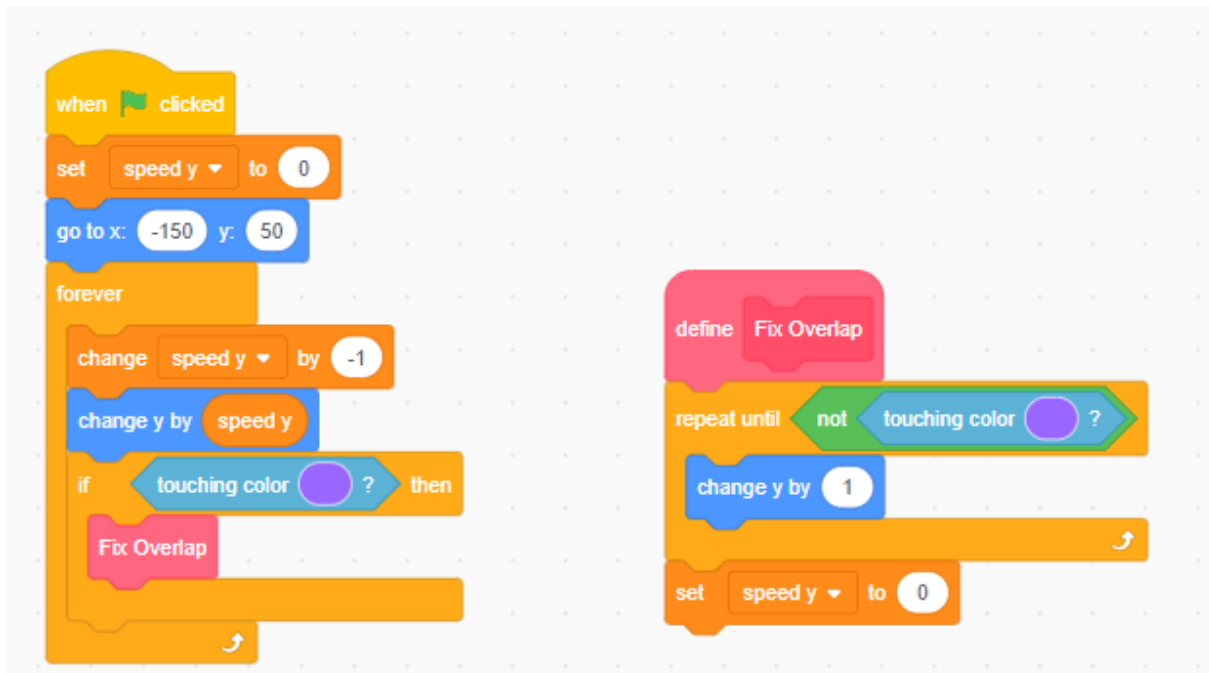 when clicked
set speed y to 0
go to x: -150 y: 50
forever
change speed y by -1
change y by speed y
if touching color ? then
Fix Overlap
define Fix Overlap
repeat until not touching color ?
change y by 1
set speed y to 0